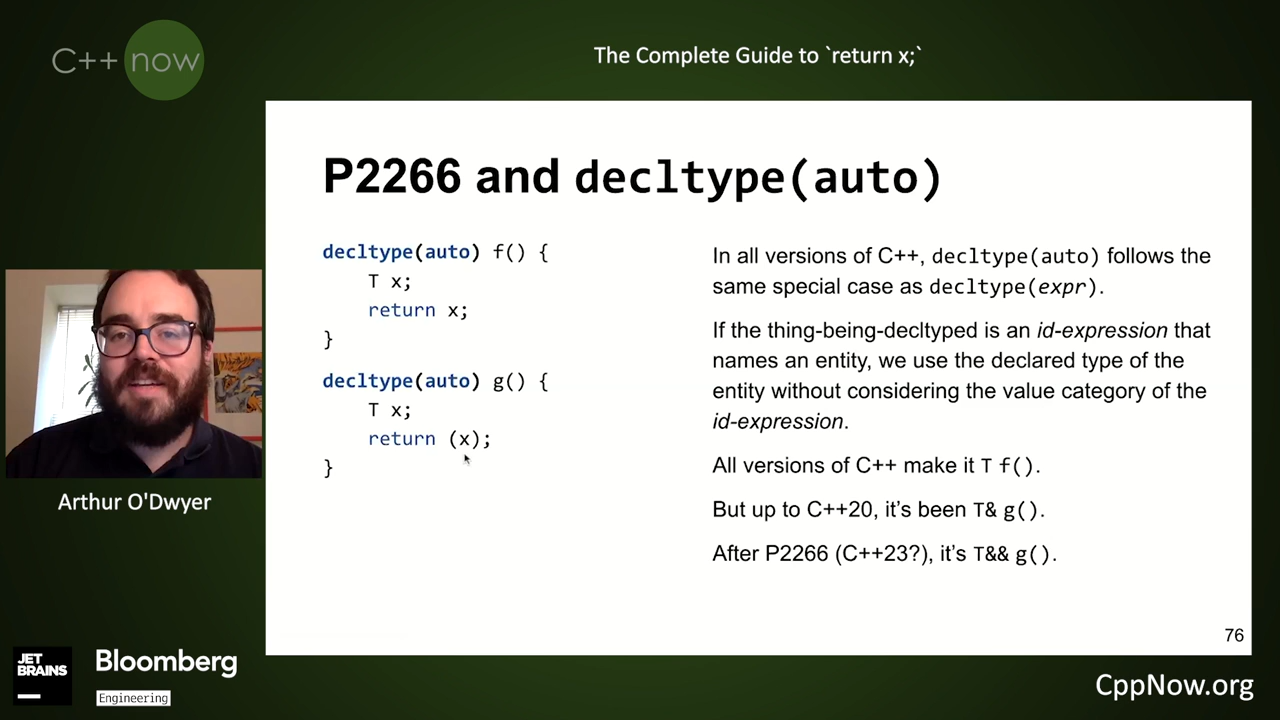 C++ now
The Complete Guide to `return x;`
P2266 and decltype(auto)
decltype(auto) f() {
    T x;
    return x;
}
decltype(auto) g() {
    T x;
    return (x);
}
In all versions of C++, decltype(auto) follows the
same special case as decltype(expr).
If the thing-being-decltyped is an id-expression that
names an entity, we use the declared type of the
entity without considering the value category of the
id-expression.
All versions of C++ make it T f().
But up to C++20, it’s been T& g().
After P2266 (C++23?), it’s T&& g().
76
Arthur O'Dwyer
JET
BRAINS
Bloomberg
Engineering
CppNow.org